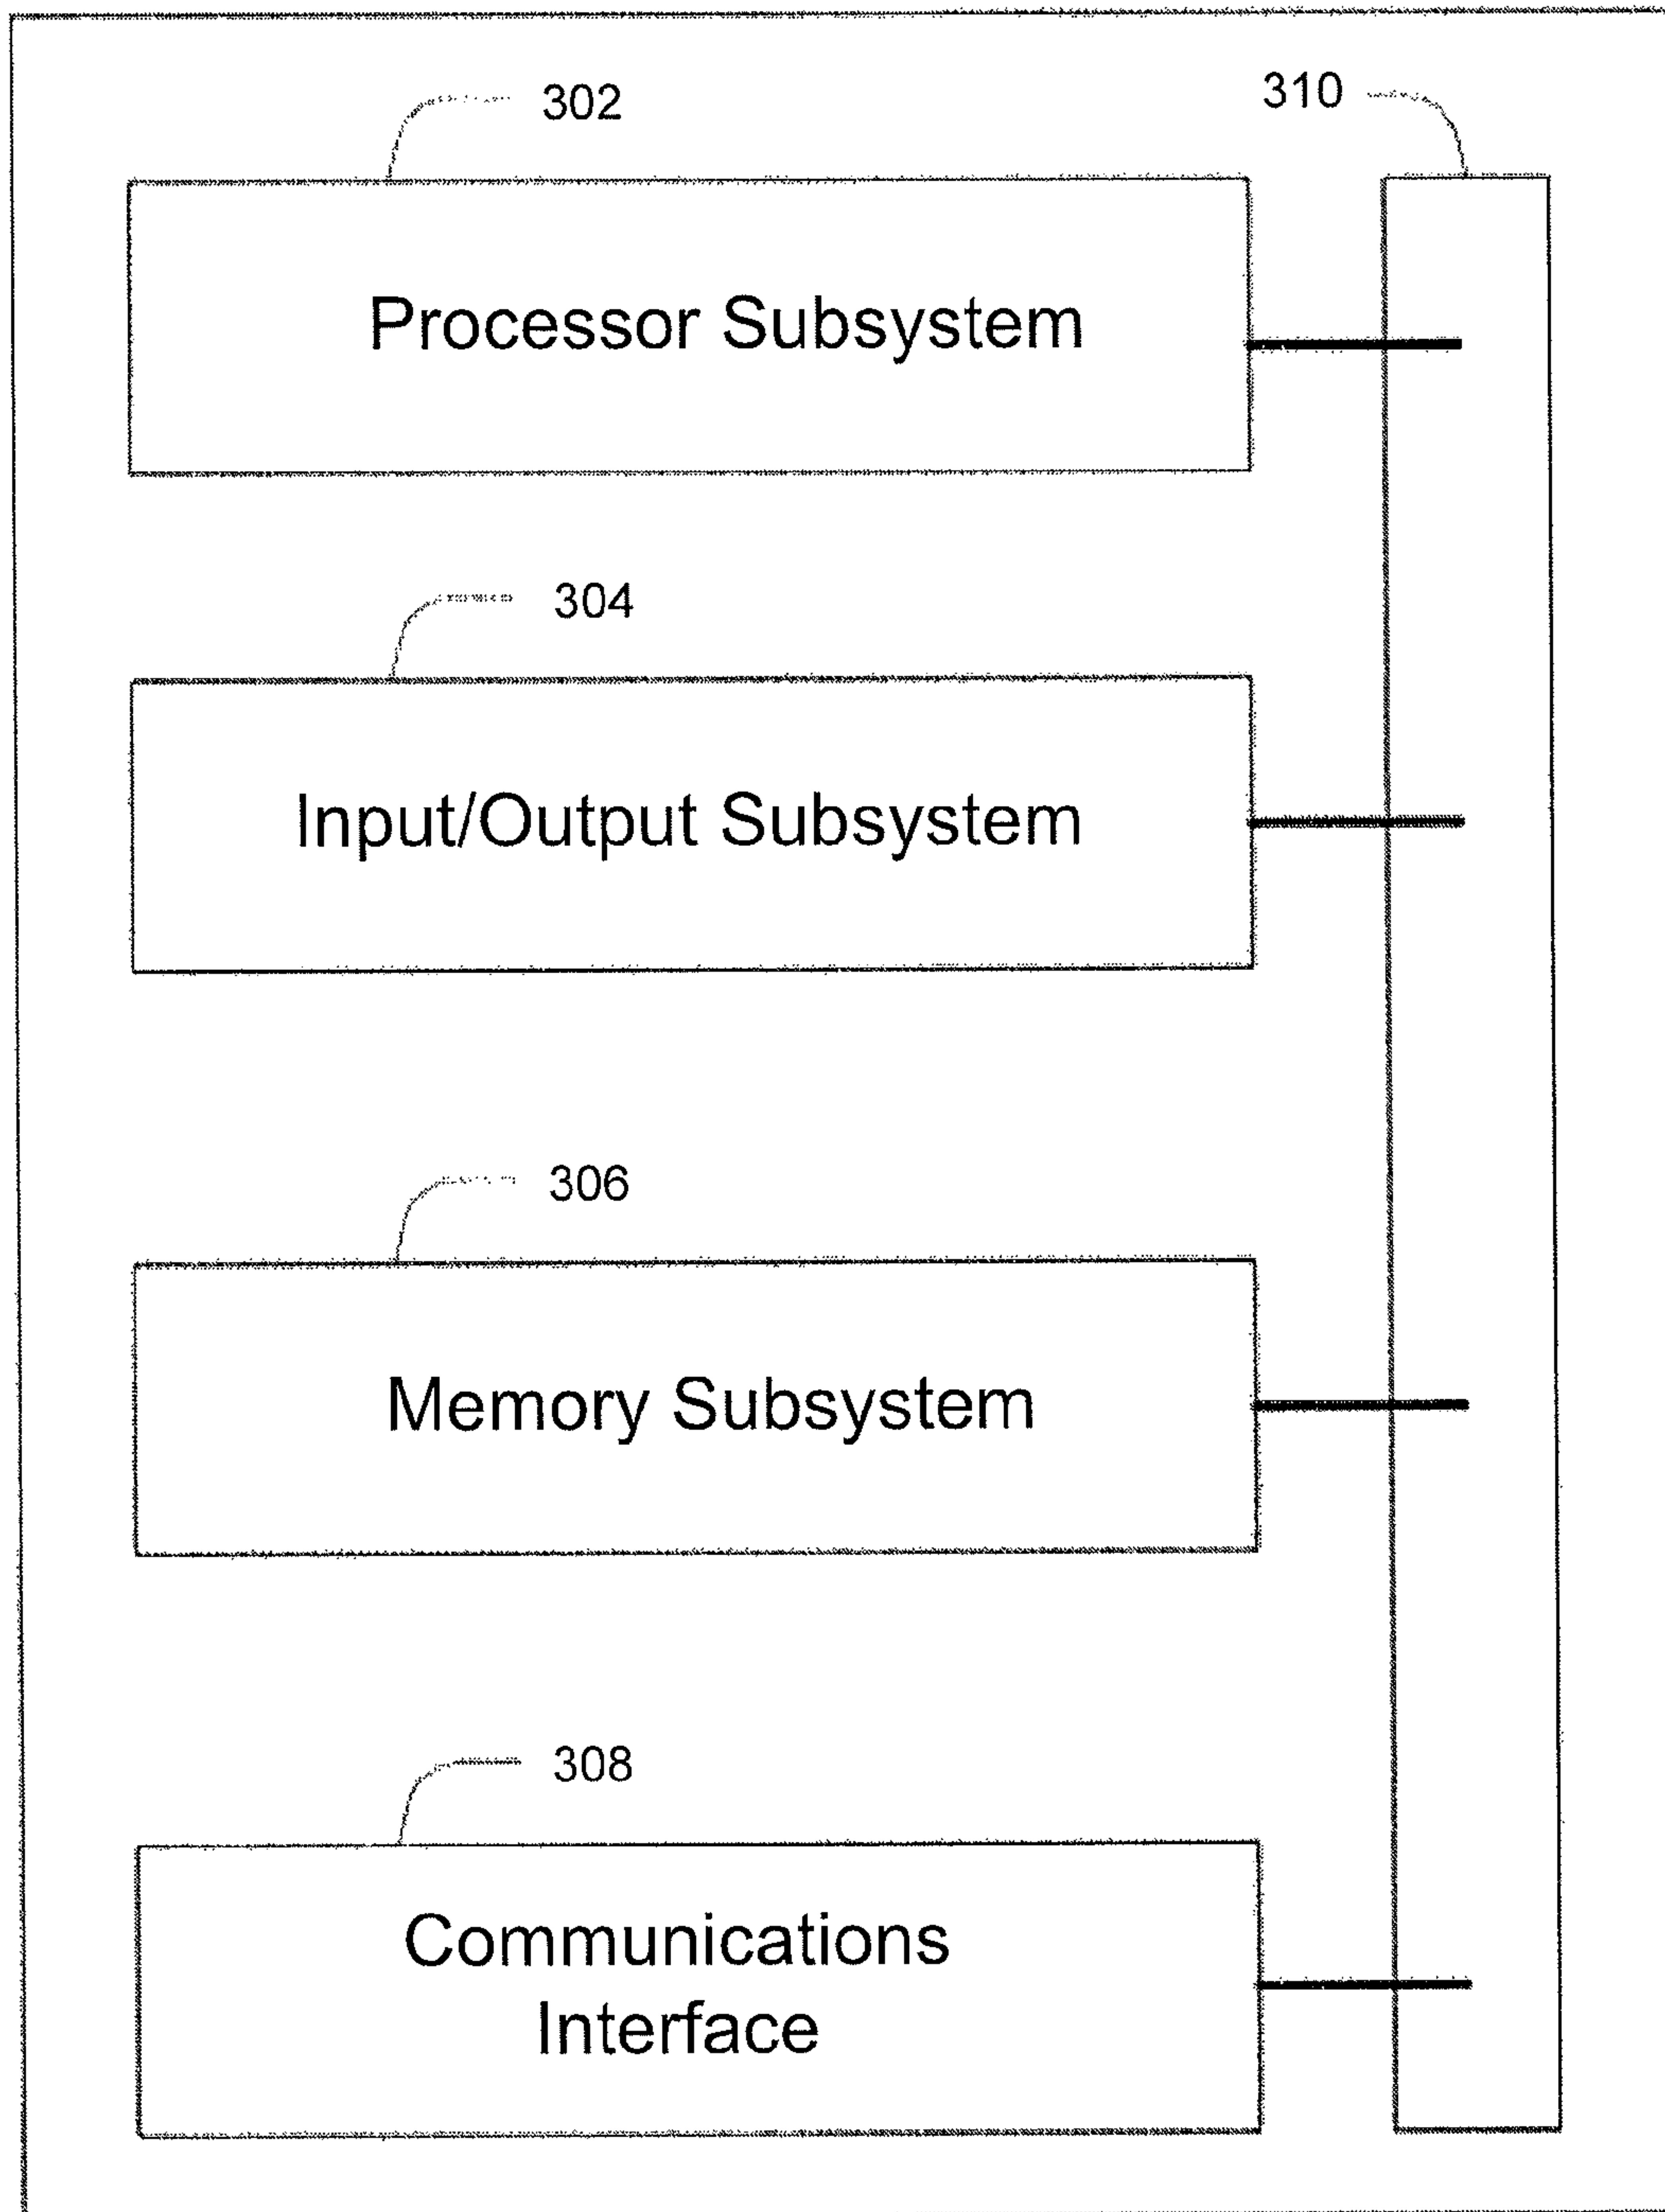 302
310
Processor Subsystem
304
Input/Output Subsystem
306
Memory Subsystem
308
Communications
Interface